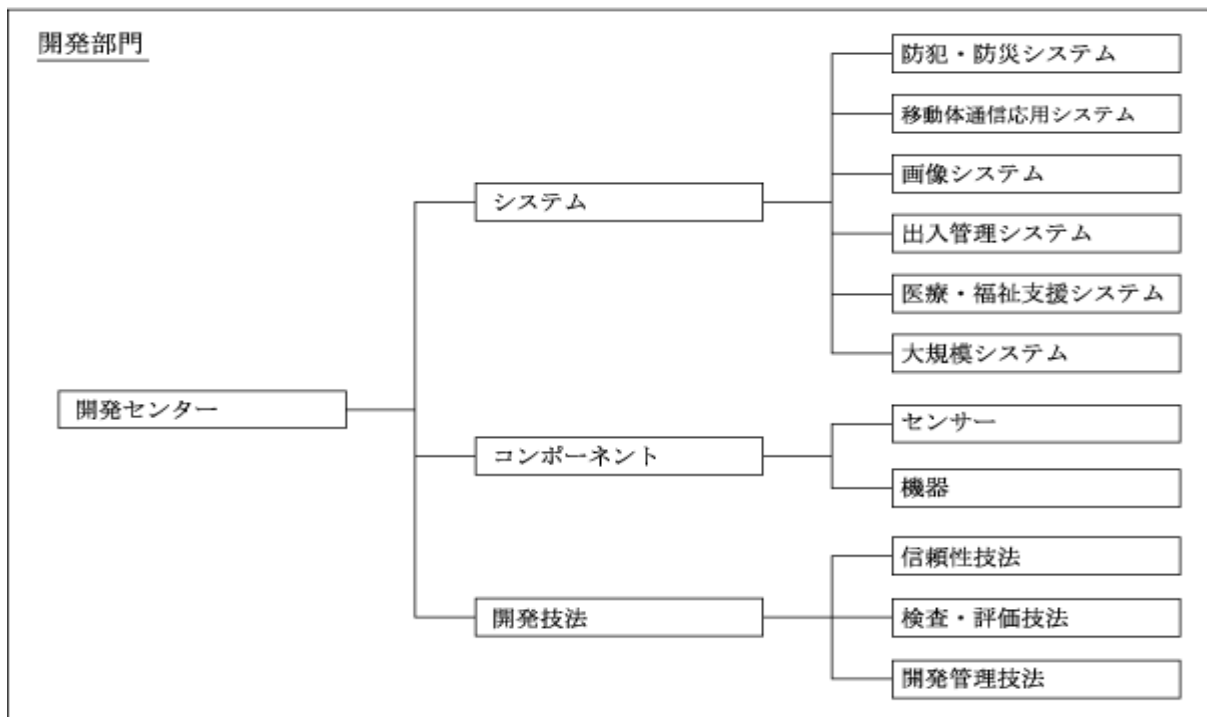 開発部門
開発センター
システム
防犯・防災システム
移動体通信応用システム
画像システム
出入管理システム
医療・福祉支援システム
大規模システム
コンポーネント
センサー
機器
開発技法
信頼性技法
検査・評価技法
開発管理技法